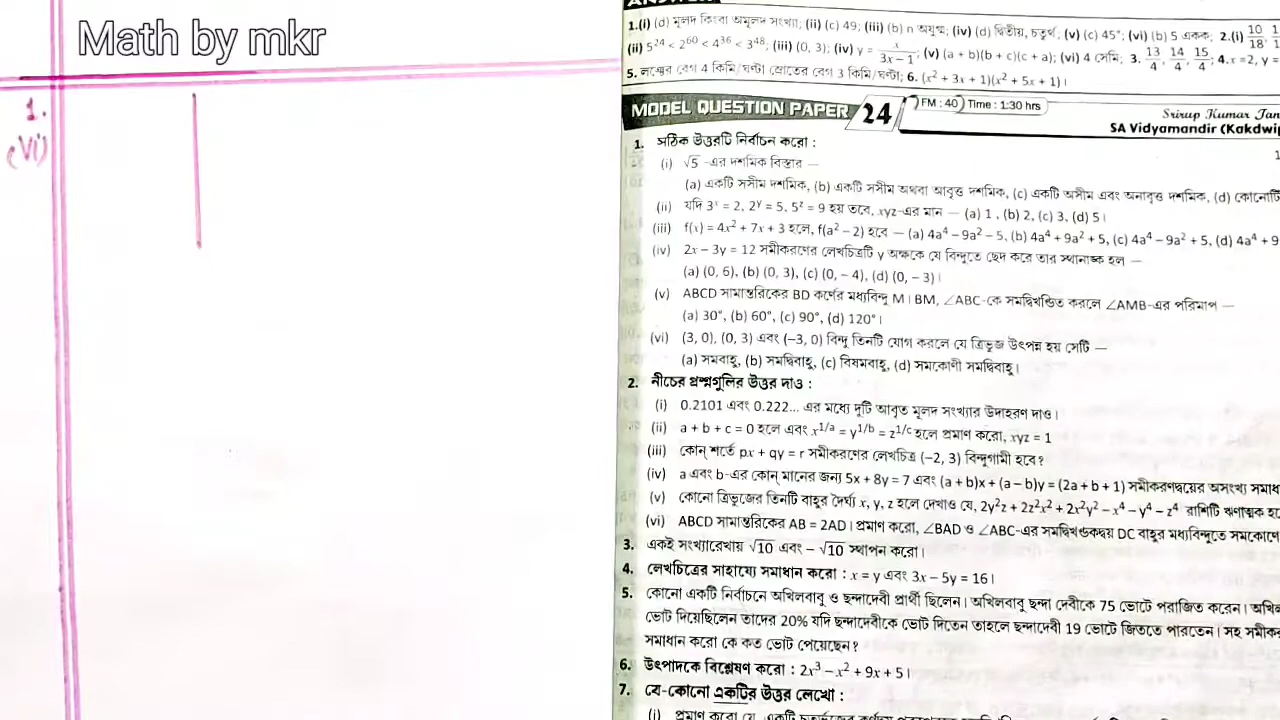 Math by mkr
1.
(vi)
1.(i) (d) মূলদ কিংবা অমূলদ সংখ্যা; (ii) (c) 49; (iii) (b) n অযুগ্ম; (iv) (d) দ্বিতীয়, চতুর্থ; (v) (c) 45°; (vi) (b) 5 একক; 2.(i) 10/18,
(ii) 5²⁴ < 2⁶⁰ < 4³⁶ < 3⁴⁸, (iii) (0, 3); (iv) y = x/(3x−1); (v) (a + b)(b + c)(c + a); (vi) 4 সেমি; 3. 13/4, 14/4, 15/4; 4.x =2, y =
5. লঞ্চের বেগ 4 কিমি/ঘণ্টা স্রোতের বেগ 3 কিমি/ঘণ্টা; 6. (x² + 3x + 1)(x² + 5x + 1)।
MODEL QUESTION PAPER 24 FM : 40 Time : 1:30 hrs
Srirup Kumar Jan
SA Vidyamandir (Kakdwip
1. সঠিক উত্তরটি নির্বাচন করো :
(i) √5 -এর দশমিক বিস্তার —
(a) একটি সসীম দশমিক, (b) একটি সসীম অথবা আবৃত্ত দশমিক, (c) একটি অসীম এবং অনাবৃত্ত দশমিক, (d) কোনোটি
(ii) যদি 3ˣ = 2, 2ʸ = 5, 5ᶻ = 9 হয় তবে, xyz-এর মান — (a) 1 , (b) 2, (c) 3, (d) 5।
(iii) f(x) = 4x² + 7x + 3 হলে, f(a² − 2) হবে — (a) 4a⁴ − 9a² − 5, (b) 4a⁴ + 9a² + 5, (c) 4a⁴ − 9a² + 5, (d) 4a⁴ + 9
(iv) 2x − 3y = 12 সমীকরণের লেখচিত্রটি y অক্ষকে যে বিন্দুতে ছেদ করে তার স্থানাঙ্ক হল —
(a) (0, 6), (b) (0, 3), (c) (0, − 4), (d) (0, − 3)।
(v) ABCD সামান্তরিকের BD কর্ণের মধ্যবিন্দু M। BM, ∠ABC-কে সমদ্বিখণ্ডিত করলে ∠AMB-এর পরিমাপ —
(a) 30°, (b) 60°, (c) 90°, (d) 120°।
(vi) (3, 0), (0, 3) এবং (−3, 0) বিন্দু তিনটি যোগ করলে যে ত্রিভুজ উৎপন্ন হয় সেটি —
(a) সমবাহু, (b) সমদ্বিবাহু, (c) বিষমবাহু, (d) সমকোণী সমদ্বিবাহু।
2. নীচের প্রশ্নগুলির উত্তর দাও :
(i) 0.2101 এবং 0.222... এর মধ্যে দুটি আবৃত মূলদ সংখ্যার উদাহরণ দাও।
(ii) a + b + c = 0 হলে এবং x^(1/a) = y^(1/b) = z^(1/c) হলে প্রমাণ করো, xyz = 1
(iii) কোন্ শর্তে px + qy = r সমীকরণের লেখচিত্র (−2, 3) বিন্দুগামী হবে?
(iv) a এবং b-এর কোন্ মানের জন্য 5x + 8y = 7 এবং (a + b)x + (a − b)y = (2a + b + 1) সমীকরণদ্বয়ের অসংখ্য সমাধ
(v) কোনো ত্রিভুজের তিনটি বাহুর দৈর্ঘ্য x, y, z হলে দেখাও যে, 2y²z + 2z²x² + 2x²y² − x⁴ − y⁴ − z⁴ রাশিটি ঋণাত্মক হ
(vi) ABCD সামান্তরিকের AB = 2AD। প্রমাণ করো, ∠BAD ও ∠ABC-এর সমদ্বিখণ্ডকদ্বয় DC বাহুর মধ্যবিন্দুতে সমকোণে
3. একই সংখ্যারেখায় √10 এবং − √10 স্থাপন করো।
4. লেখচিত্রের সাহায্যে সমাধান করো : x = y এবং 3x − 5y = 16।
5. কোনো একটি নির্বাচনে অখিলবাবু ও ছন্দাদেবী প্রার্থী ছিলেন। অখিলবাবু ছন্দা দেবীকে 75 ভোটে পরাজিত করেন। অখি
ভোট দিয়েছিলেন তাদের 20% যদি ছন্দাদেবীকে ভোট দিতেন তাহলে ছন্দাদেবী 19 ভোটে জিততে পারতেন। সহ সমীক
সমাধান করো কে কত ভোট পেয়েছেন?
6. উৎপাদকে বিশ্লেষণ করো : 2x³ − x² + 9x + 5।
7. যে-কোনো একটির উত্তর লেখো :
(i) প্রমাণ করো যে, একটি